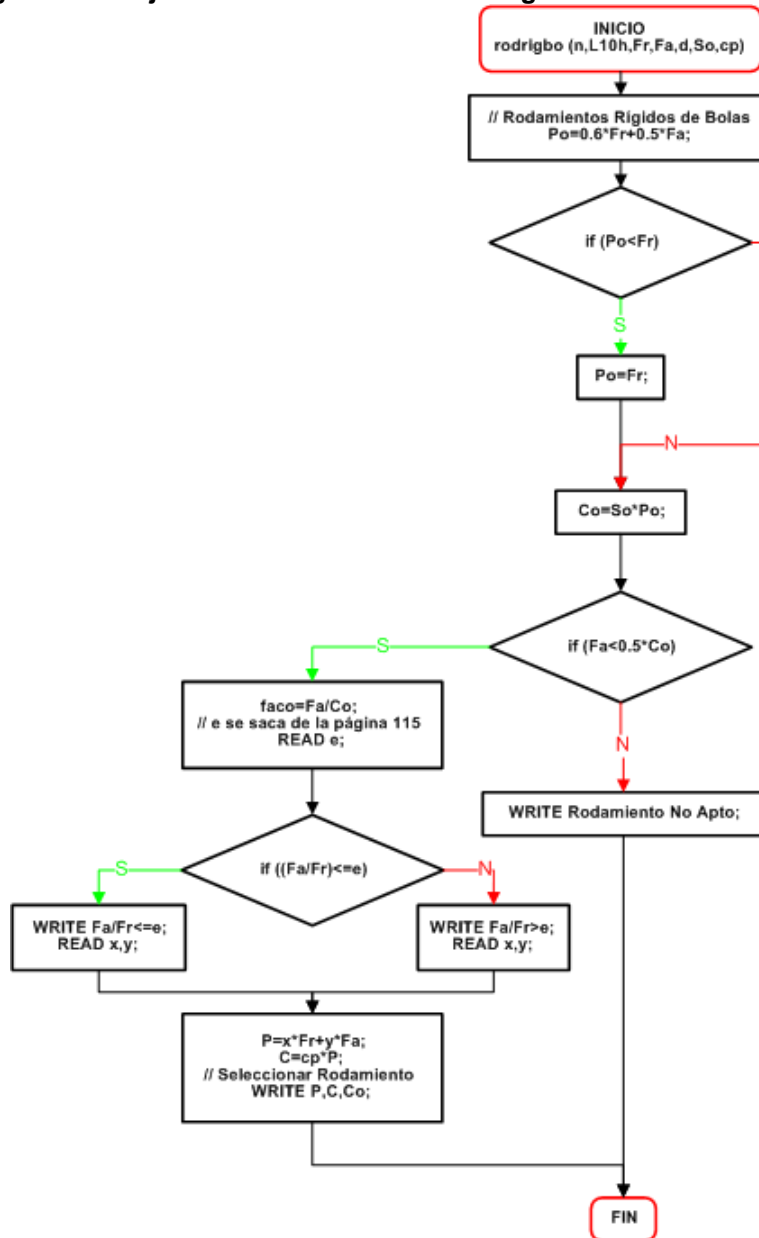 INICIO
rodrigbo (n,L10h,Fr,Fa,d,So,cp)
// Rodamientos Rígidos de Bolas
Po=0.6*Fr+0.5*Fa;
if (Po<Fr)
S
Po=Fr;
N
Co=So*Po;
if (Fa<0.5*Co)
S
faco=Fa/Co;
// e se saca de la página 115
READ e;
N
WRITE Rodamiento No Apto;
if ((Fa/Fr)<=e)
S
N
WRITE Fa/Fr<=e;
READ x,y;
WRITE Fa/Fr>e;
READ x,y;
P=x*Fr+y*Fa;
C=cp*P;
// Seleccionar Rodamiento
WRITE P,C,Co;
FIN